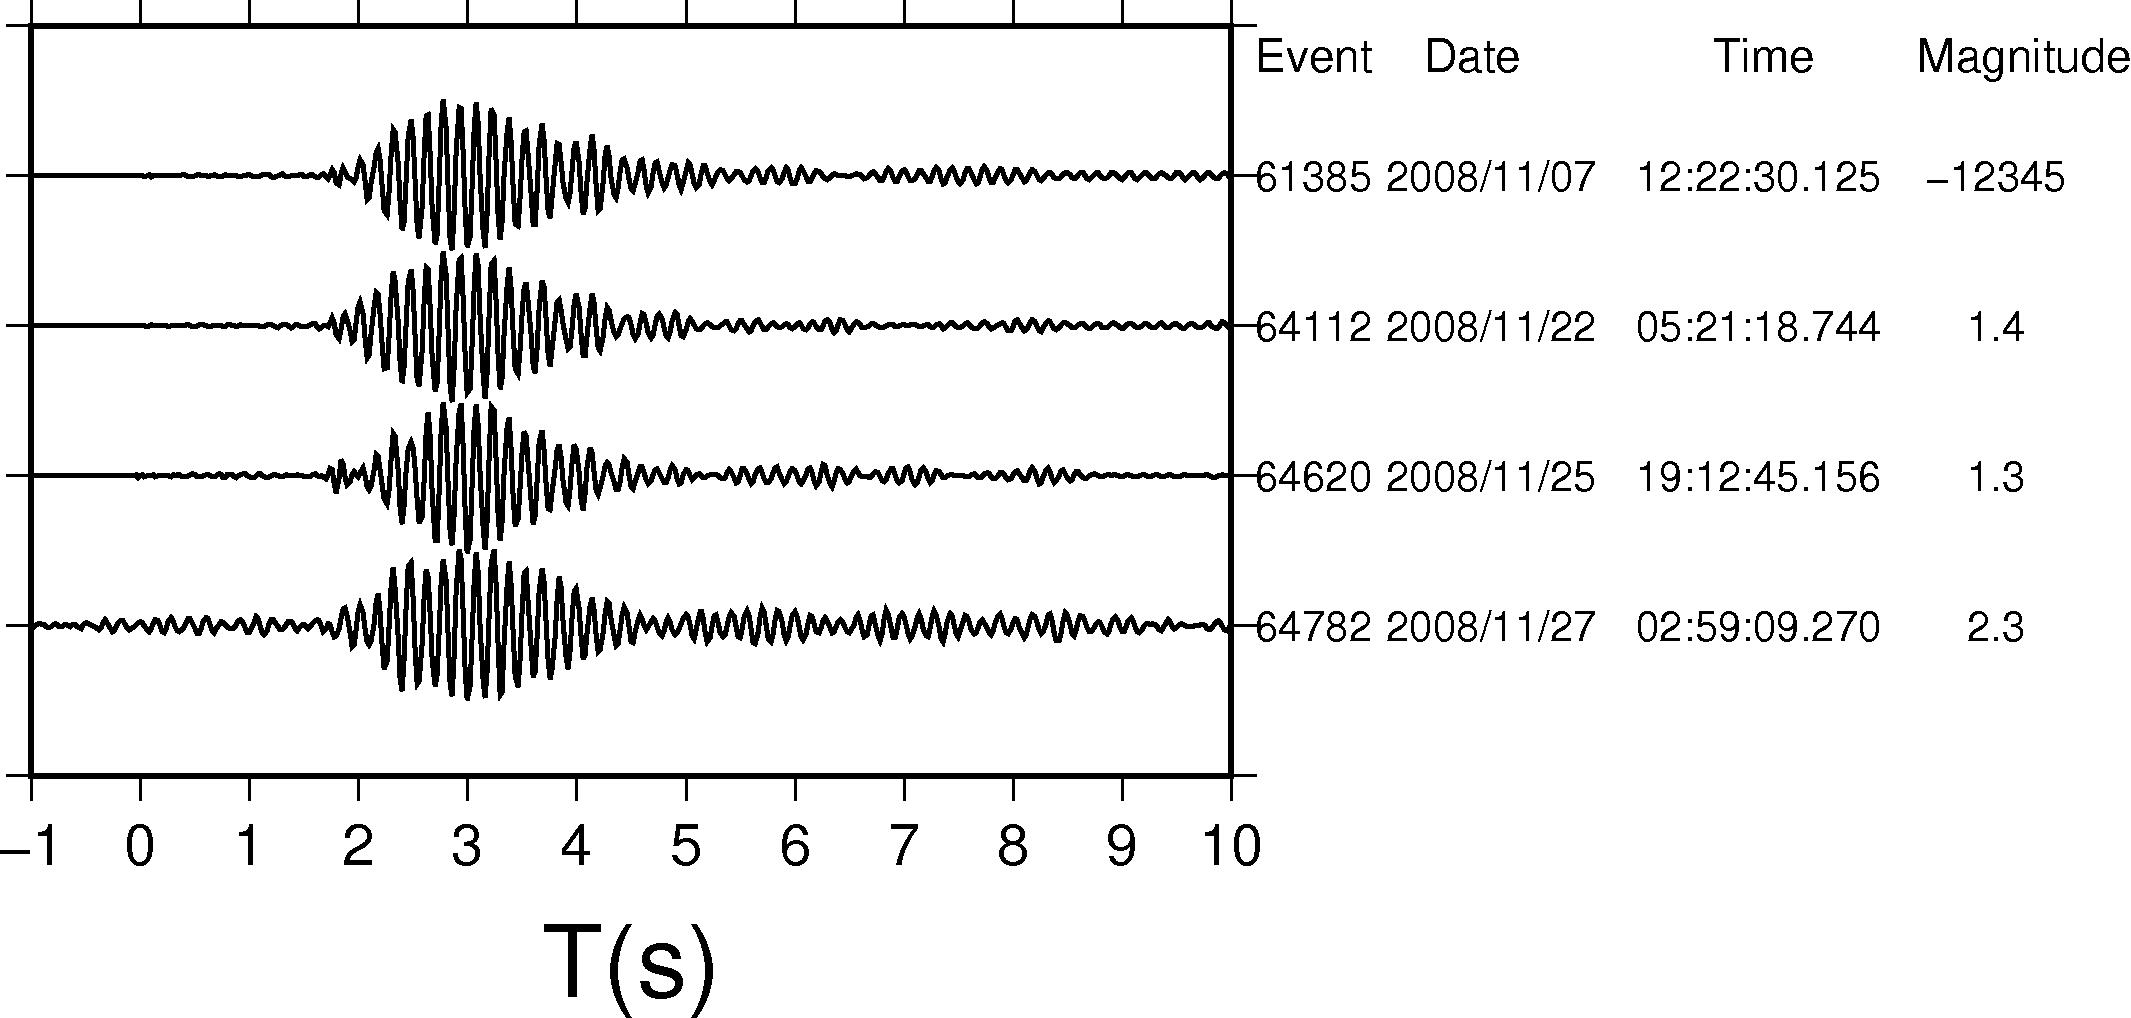 Event Date Time Magnitude
61385 2008/11/07 12:22:30.125 −12345
64112 2008/11/22 05:21:18.744 1.4
64620 2008/11/25 19:12:45.156 1.3
64782 2008/11/27 02:59:09.270 2.3
−1 0 1 2 3 4 5 6 7 8 9 10
T(s)